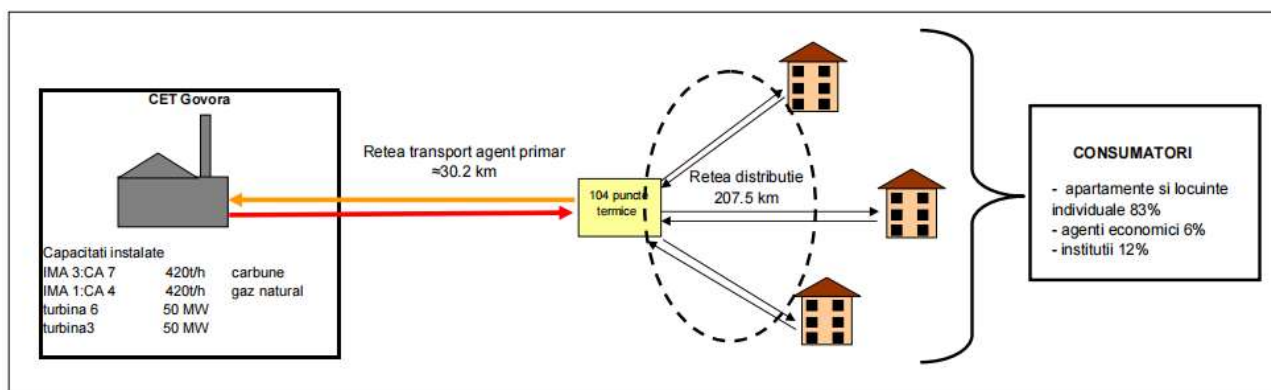 CET Govora
Retea transport agent primar
≈30.2 km
Capacitati instalate
IMA 3:CA 7 420t/h carbune
IMA 1:CA 4 420t/h gaz natural
turbina 6 50 MW
turbina3 50 MW
104 puncte
termice
Retea distributie
207.5 km
CONSUMATORI
- apartamente si locuinte
individuale 83%
- agenti economici 6%
- institutii 12%